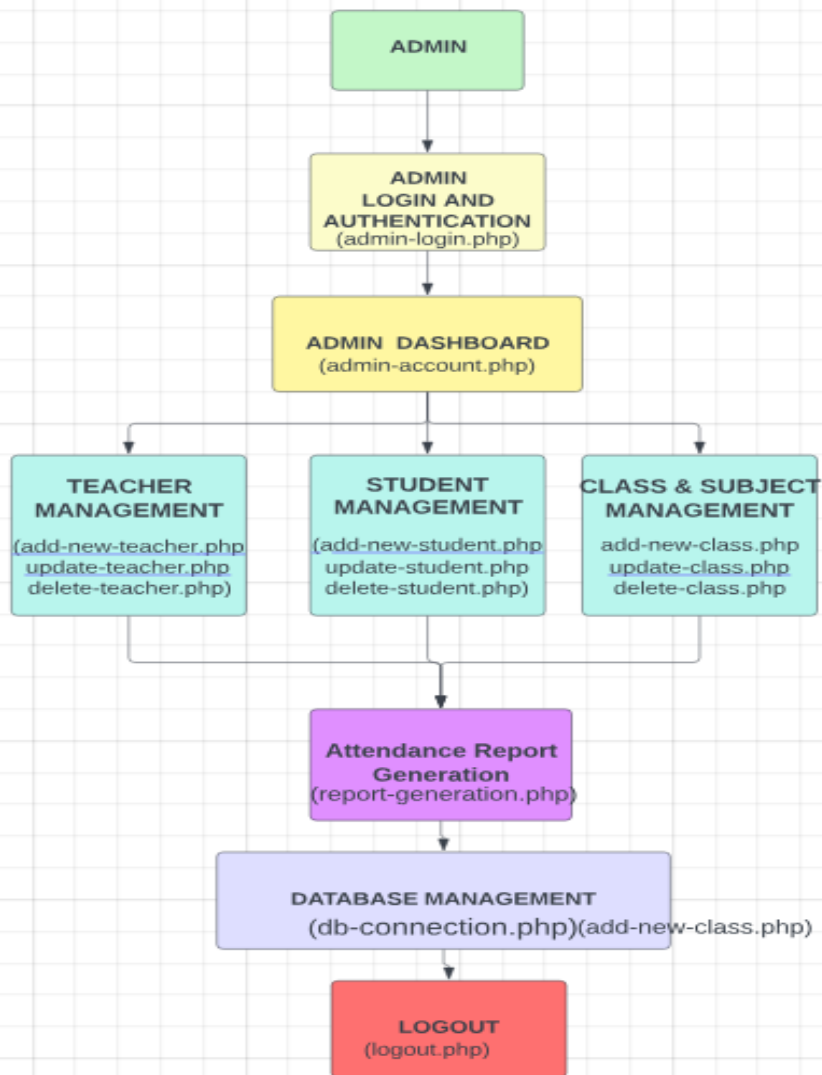 ADMIN
ADMIN
LOGIN AND
AUTHENTICATION
(admin-login.php)
ADMIN DASHBOARD
(admin-account.php)
TEACHER
MANAGEMENT
(add-new-teacher.php
update-teacher.php
delete-teacher.php)
STUDENT
MANAGEMENT
(add-new-student.php
update-student.php
delete-student.php)
CLASS & SUBJECT
MANAGEMENT
add-new-class.php
update-class.php
delete-class.php
Attendance Report
Generation
(report-generation.php)
DATABASE MANAGEMENT
(db-connection.php)(add-new-class.php)
LOGOUT
(logout.php)